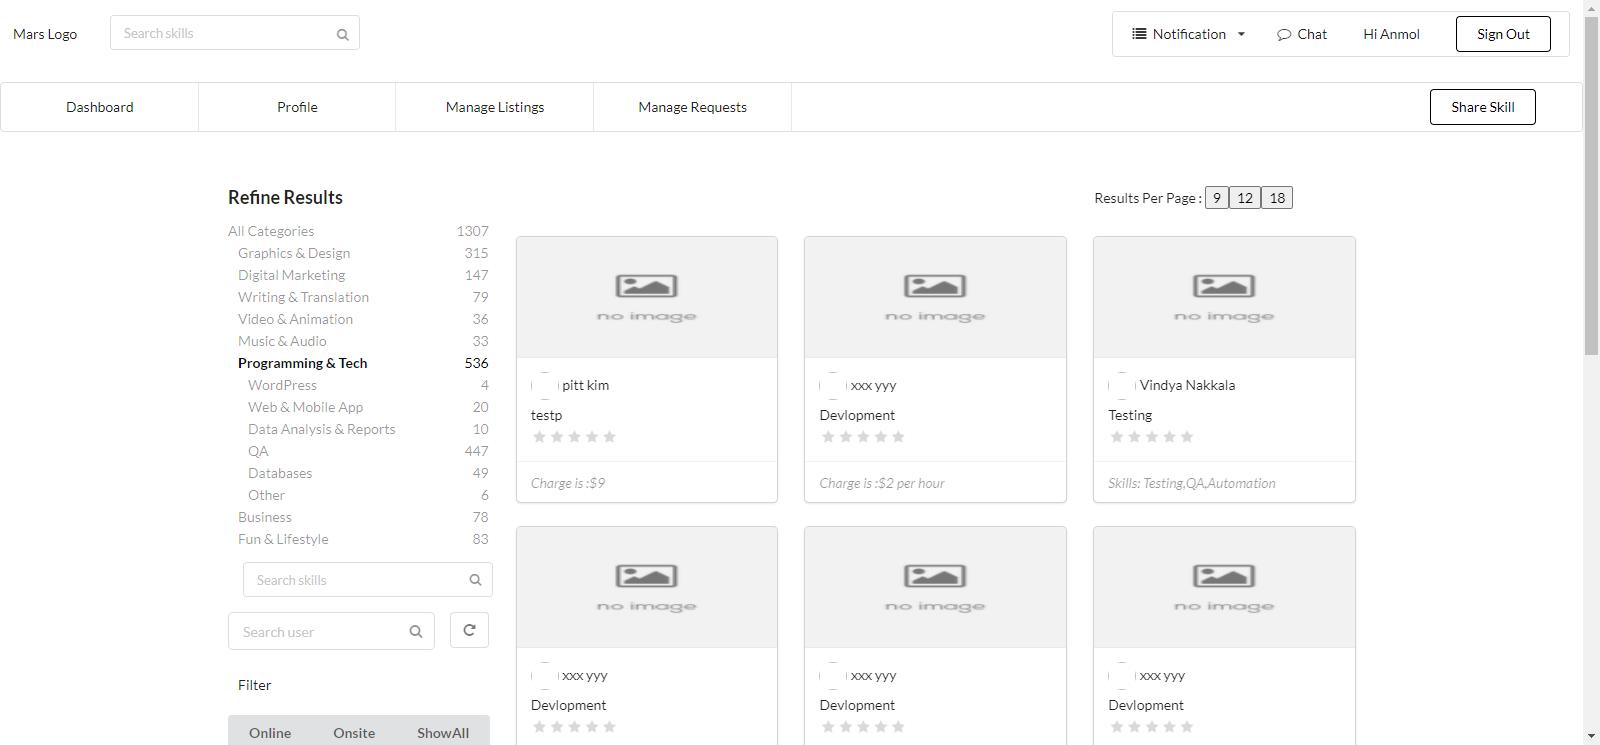 Mars Logo
Search skills
Notification
Chat
Hi Anmol
Sign Out
Dashboard
Profile
Manage Listings
Manage Requests
Share Skill
Refine Results
Results Per Page : 9 12 18
All Categories 1307
Graphics & Design 315
Digital Marketing 147
Writing & Translation 79
Video & Animation 36
Music & Audio 33
Programming & Tech 536
WordPress 4
Web & Mobile App 20
Data Analysis & Reports 10
QA 447
Databases 49
Other 6
Business 78
Fun & Lifestyle 83
Search skills
Search user
Filter
Online
Onsite
ShowAll
no image
pitt kim
testp
Charge is :$9
no image
xxx yyy
Devlopment
Charge is :$2 per hour
no image
Vindya Nakkala
Testing
Skills: Testing,QA,Automation
no image
xxx yyy
Devlopment
no image
xxx yyy
Devlopment
no image
xxx yyy
Devlopment